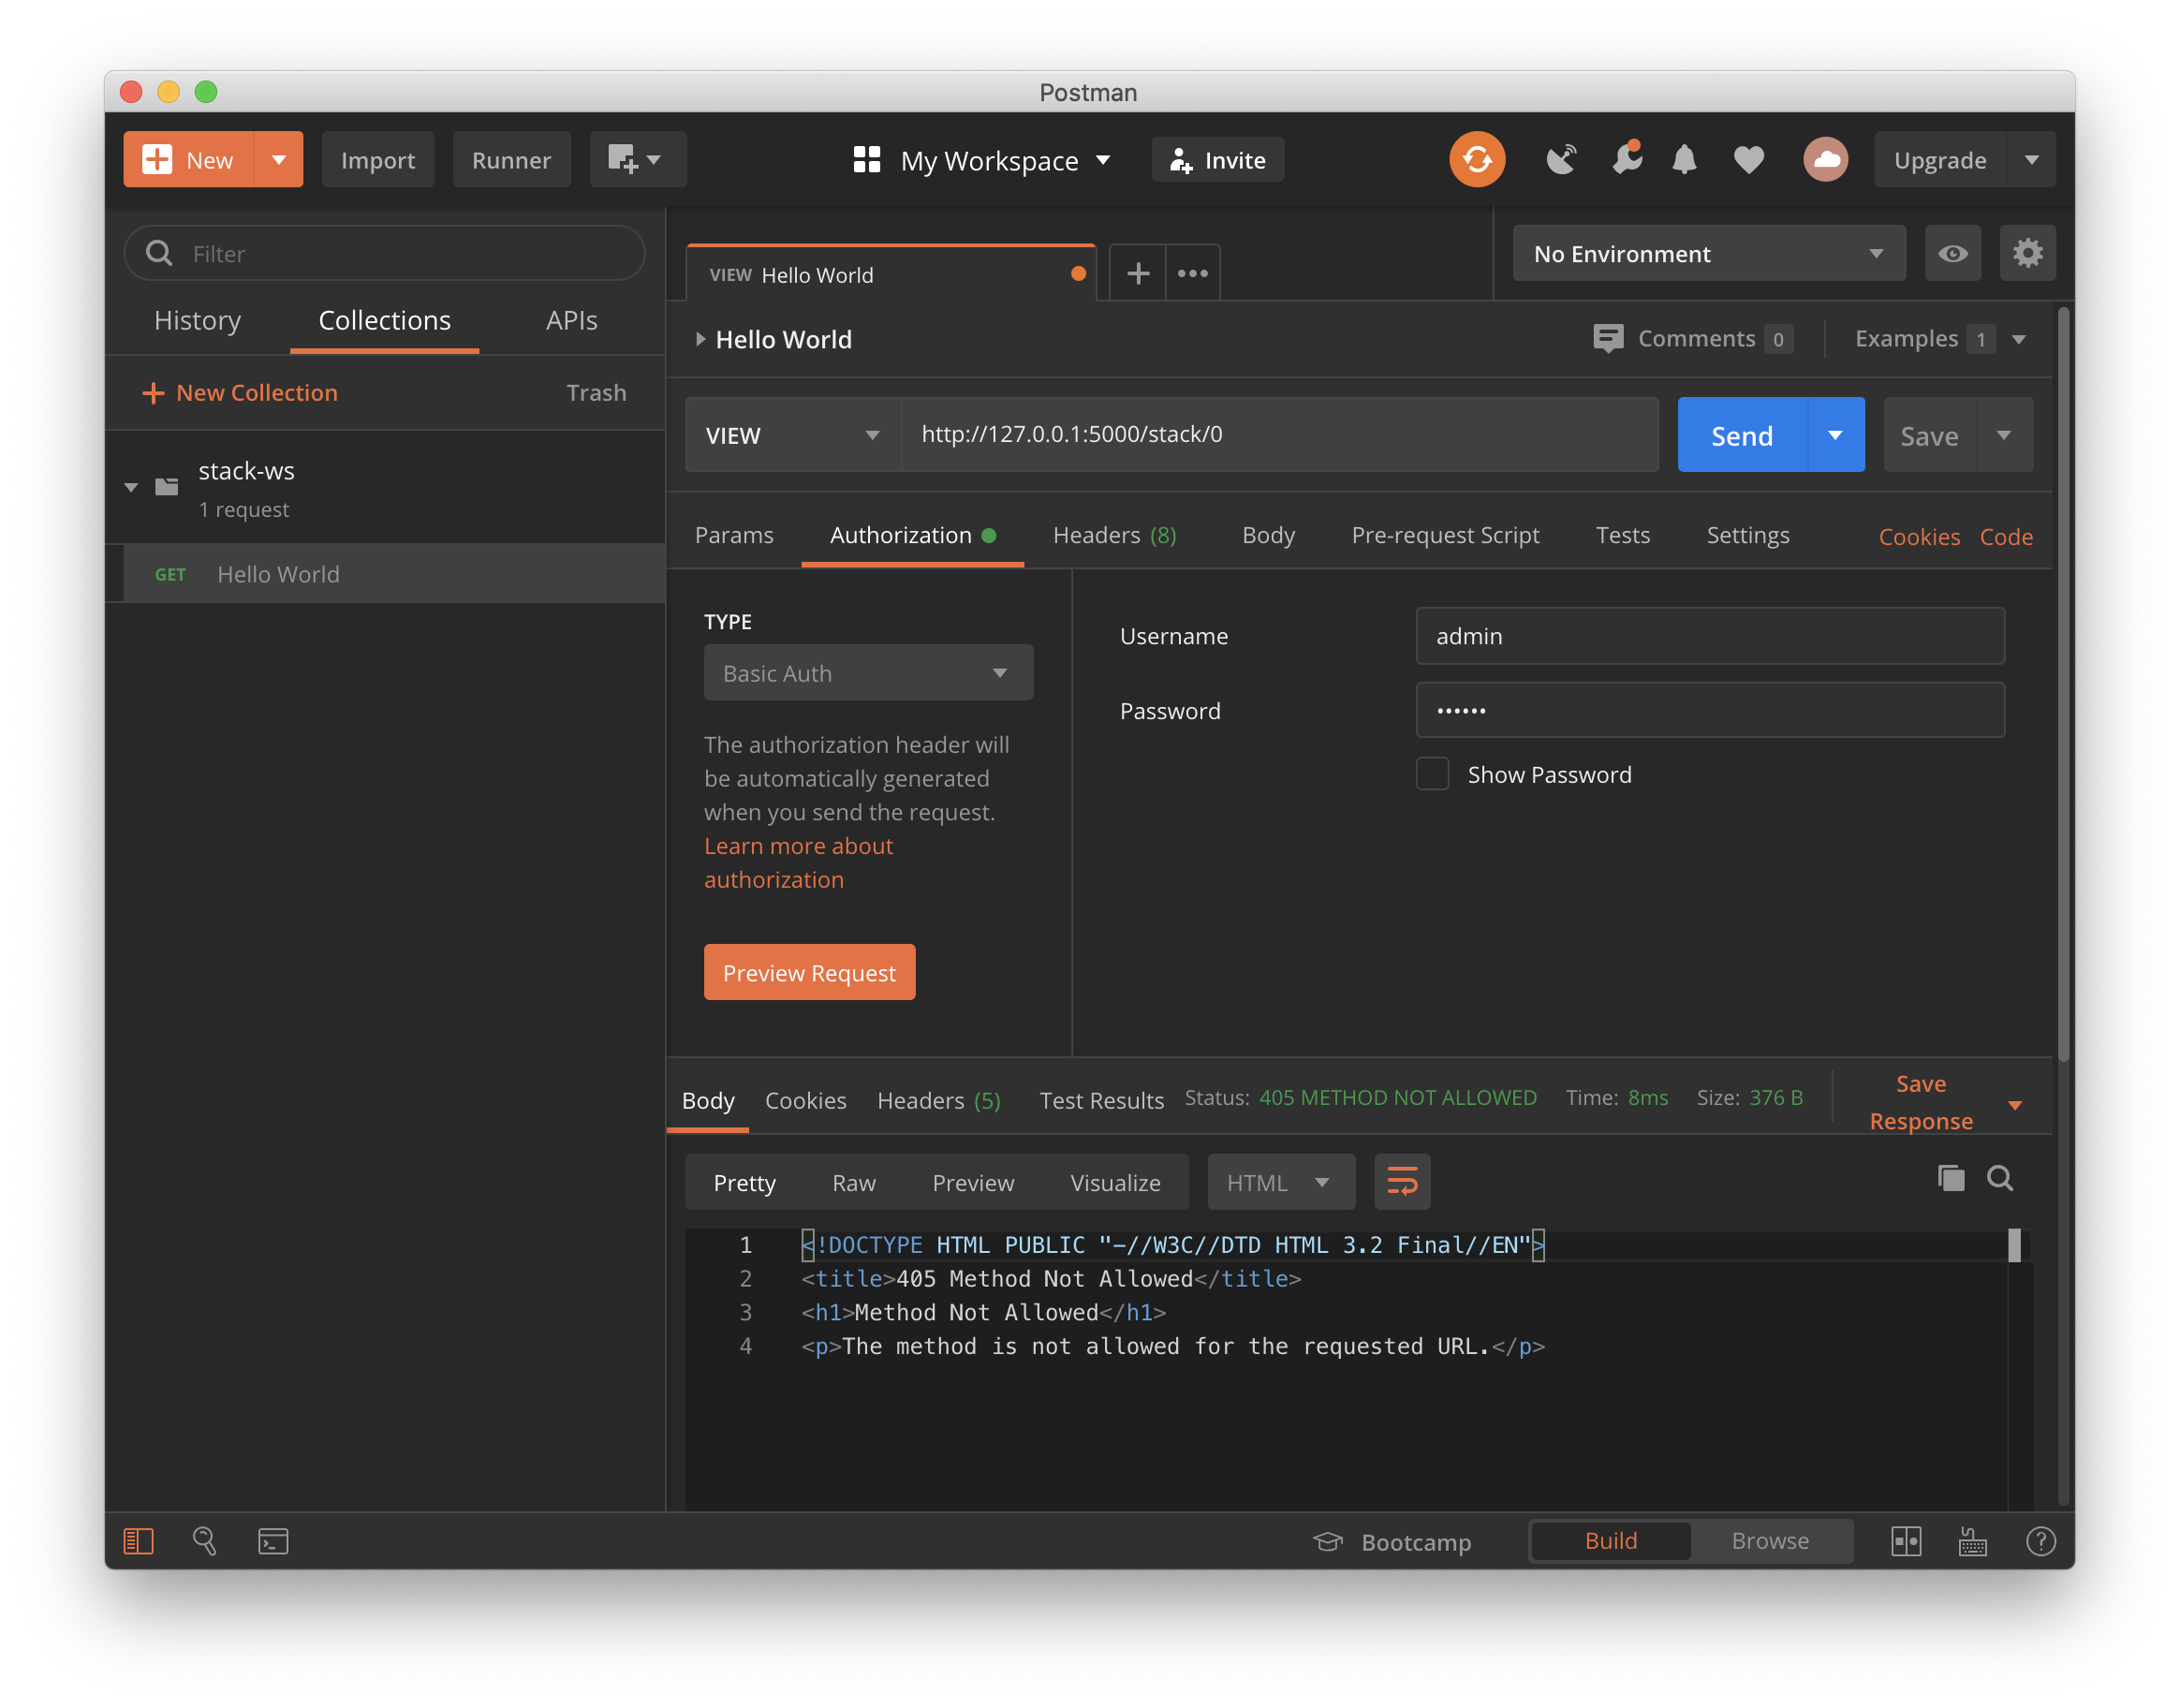 Postman
New
Import
Runner
My Workspace
Invite
Upgrade
Filter
History
Collections
APIs
New Collection
Trash
stack-ws
1 request
GET Hello World
VIEW Hello World
No Environment
Hello World
Comments 0
Examples 1
VIEW
http://127.0.0.1:5000/stack/0
Send
Save
Params
Authorization
Headers (8)
Body
Pre-request Script
Tests
Settings
Cookies
Code
TYPE
Basic Auth
The authorization header will
be automatically generated
when you send the request.
Learn more about
authorization
Preview Request
Username
admin
Password
••••••
Show Password
Body
Cookies
Headers (5)
Test Results
Status: 405 METHOD NOT ALLOWED
Time: 8ms
Size: 376 B
Save
Response
Pretty
Raw
Preview
Visualize
HTML
1 <!DOCTYPE HTML PUBLIC "-//W3C//DTD HTML 3.2 Final//EN">
2 <title>405 Method Not Allowed</title>
3 <h1>Method Not Allowed</h1>
4 <p>The method is not allowed for the requested URL.</p>
Bootcamp
Build
Browse